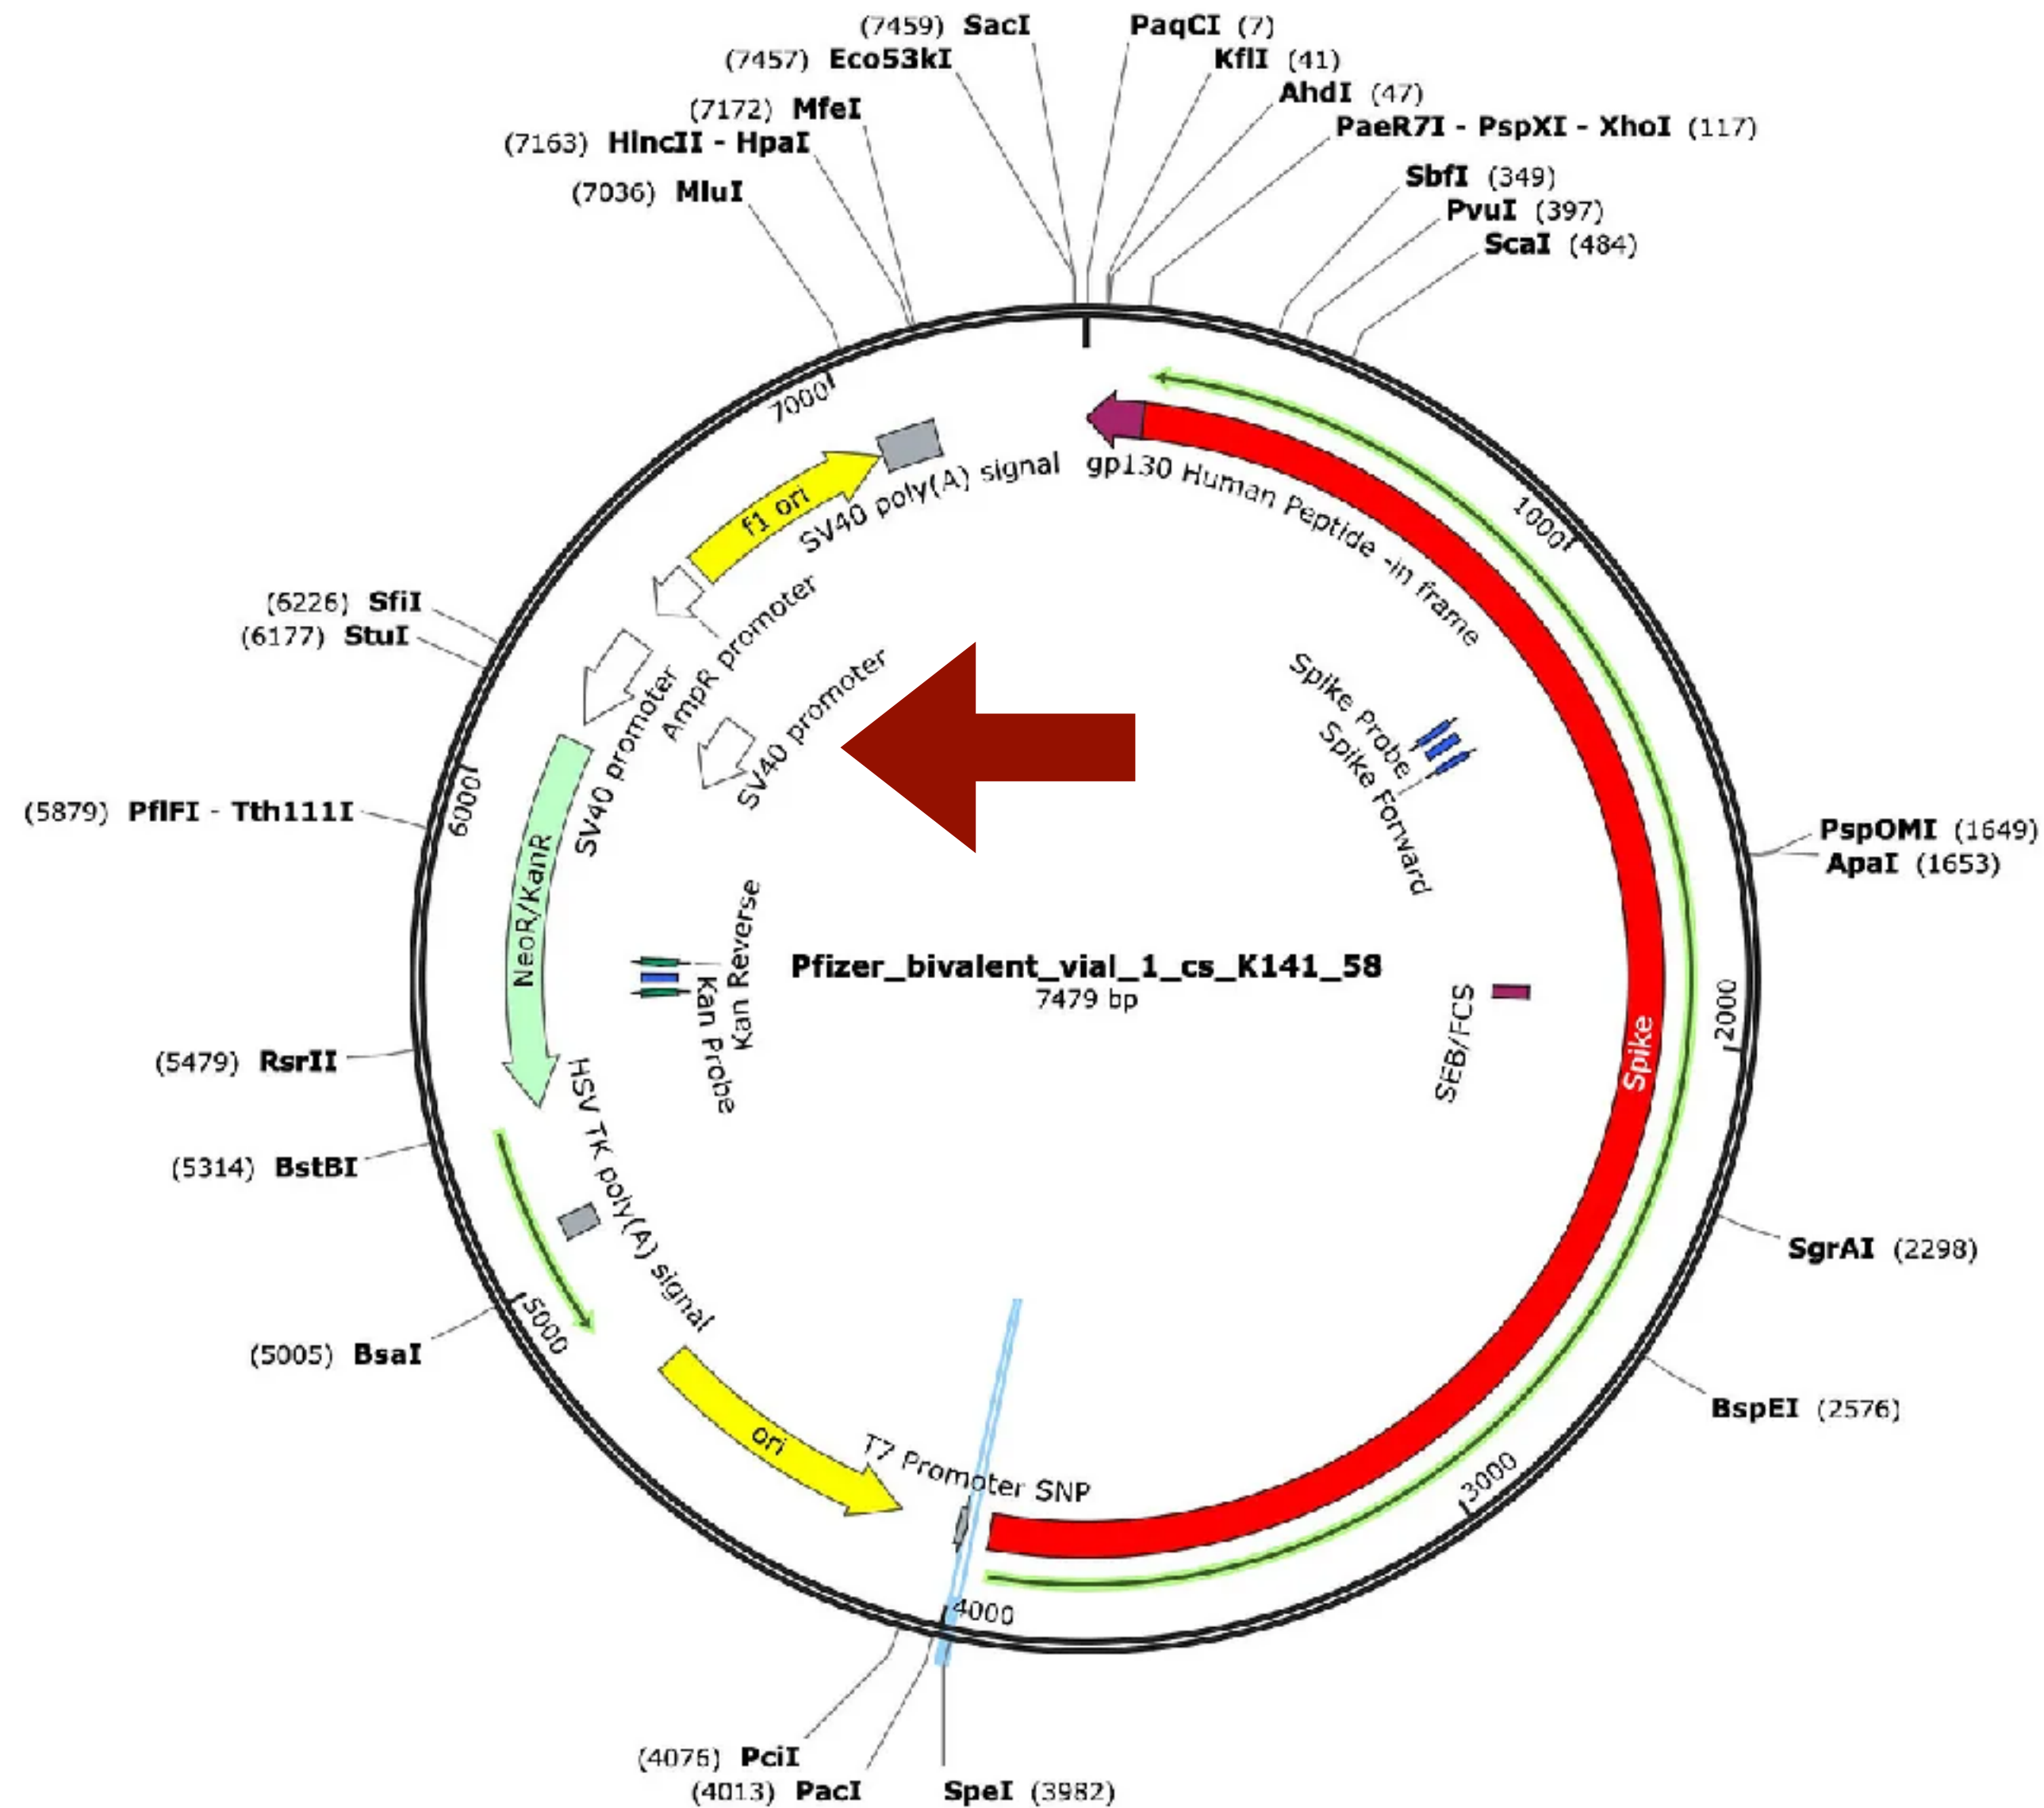 (7459) SacI
PaqCI (7)
(7457) Eco53kI
KflI (41)
AhdI (47)
(7172) MfeI
PaeR7I - PspXI - XhoI (117)
(7163) HincII - HpaI
SbfI (349)
(7036) MluI
PvuI (397)
ScaI (484)
7000
1000
f1 ori
SV40 poly(A) signal
gp130 Human Peptide -in frame
AmpR promoter
(6226) SfiI
(6177) StuI
SV40 promoter
SV40 promoter
Spike Probe
Spike Forward
6000
(5879) PflFI - Tth111I
PspOMI (1649)
ApaI (1653)
NeoR/KanR
Kan Reverse
Kan Probe
Pfizer_bivalent_vial_1_cs_K141_58
7479 bp
SEB/FCS
2000
Spike
(5479) RsrII
HSV TK poly(A) signal
(5314) BstBI
SgrAI (2298)
5000
(5005) BsaI
BspEI (2576)
ori
T7 Promoter SNP
3000
4000
(4076) PciI
(4013) PacI
SpeI (3982)